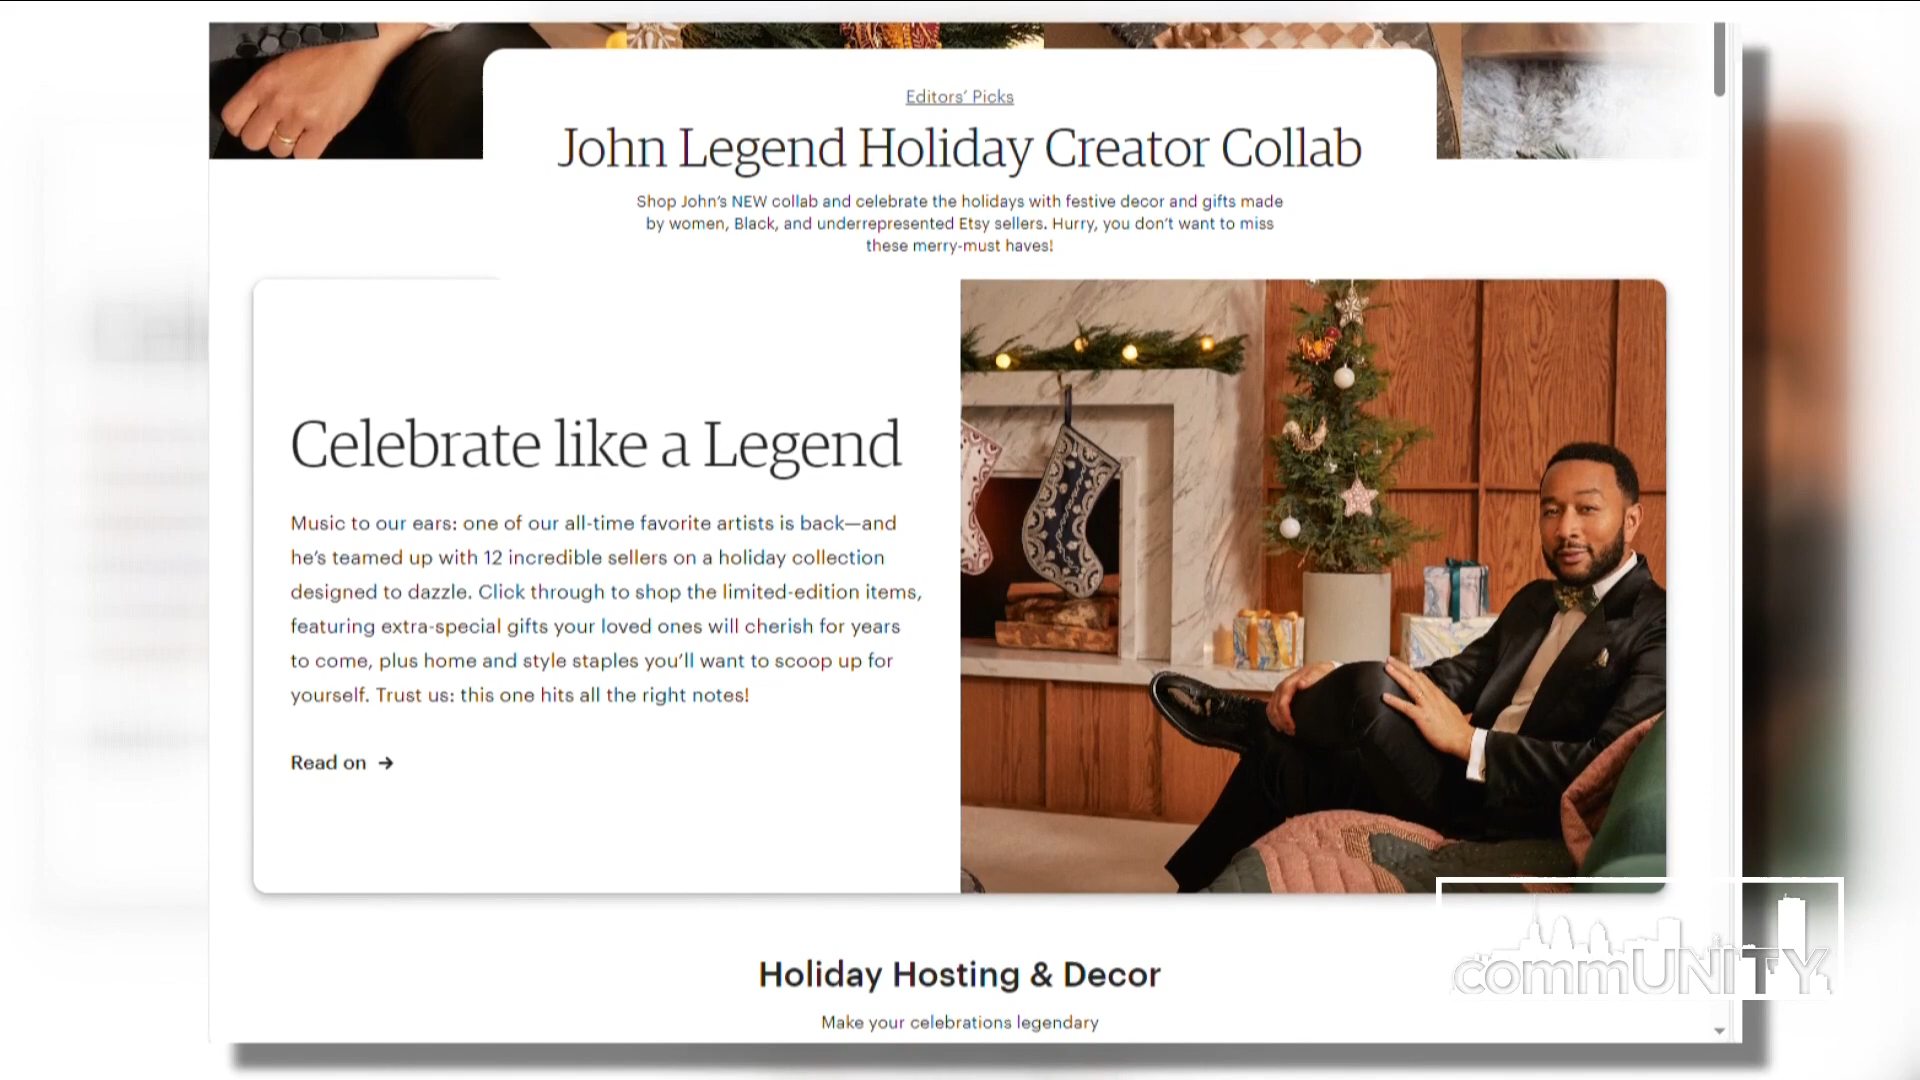 Editors' Picks
John Legend Holiday Creator Collab
Shop John's NEW collab and celebrate the holidays with festive decor and gifts made
by women, Black, and underrepresented Etsy sellers. Hurry, you don't want to miss
these merry-must haves!
Celebrate like a Legend
Music to our ears: one of our all-time favorite artists is back—and
he's teamed up with 12 incredible sellers on a holiday collection
designed to dazzle. Click through to shop the limited-edition items,
featuring extra-special gifts your loved ones will cherish for years
to come, plus home and style staples you'll want to scoop up for
yourself. Trust us: this one hits all the right notes!
Read on →
Holiday Hosting & Decor
Make your celebrations legendary
commUNITY